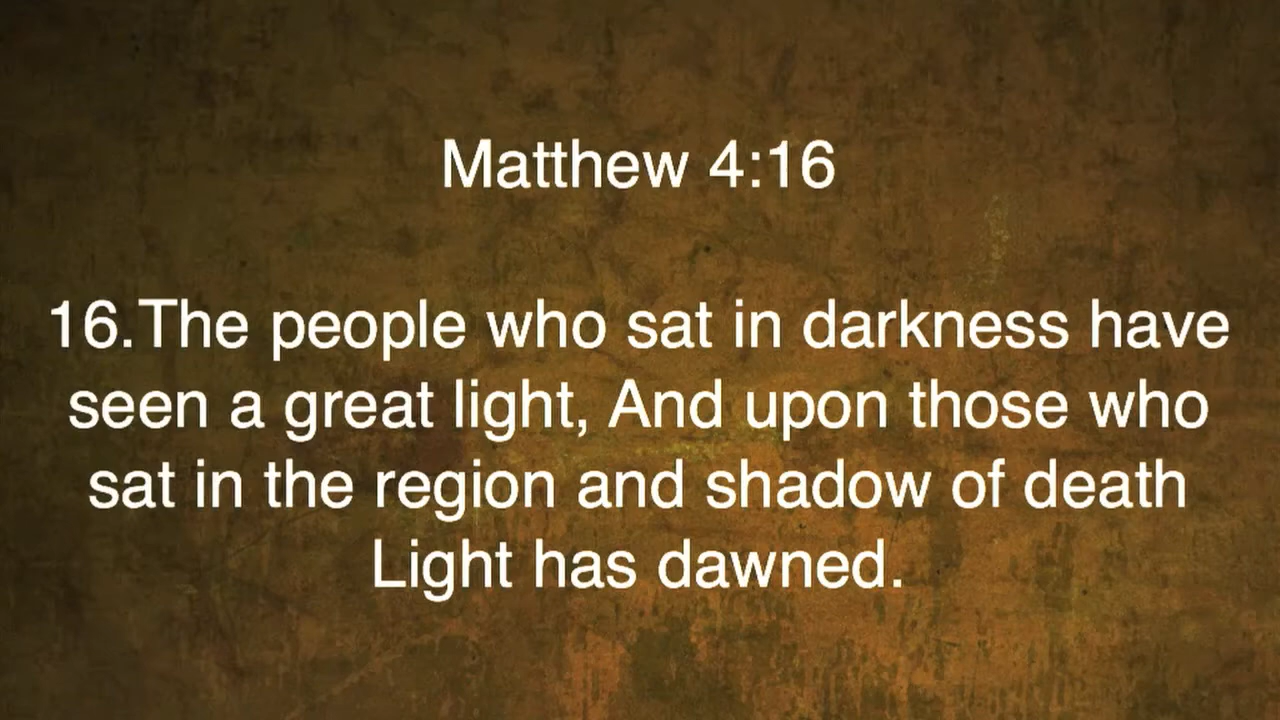 Matthew 4:16
16.The people who sat in darkness have
seen a great light, And upon those who
sat in the region and shadow of death
Light has dawned.